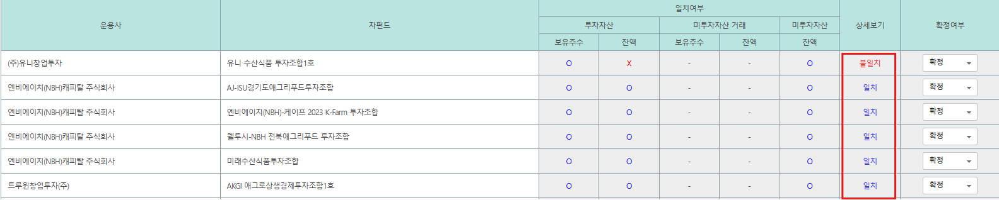 운용사 자펀드 일치여부 상세보기 확정여부
투자자산 미투자자산 거래 미투자자산
보유주수 잔액 보유주수 잔액 잔액
(주)유니창업투자 유니 수산식품 투자조합1호 O X - - O 불일치 확정
엔비에이치(NBH)캐피탈 주식회사 AJ-ISU경기도애그리푸드투자조합 O O - - O 일치 확정
엔비에이치(NBH)캐피탈 주식회사 엔비에이치(NBH)-케이프 2023 K-Farm 투자조합 O O - - O 일치 확정
엔비에이치(NBH)캐피탈 주식회사 웰투시-NBH 전북애그리푸드 투자조합 O O - - O 일치 확정
엔비에이치(NBH)캐피탈 주식회사 미래수산식품투자조합 O O - - O 일치 확정
트루윈창업투자(주) AKGI 애그로상생경제투자조합1호 O O - - O 일치 확정